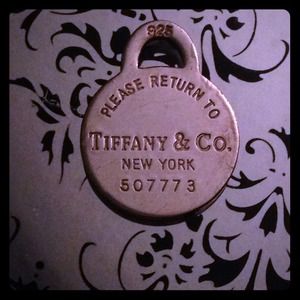 925
PLEASE RETURN TO
TIFFANY & CO.
NEW YORK
507773